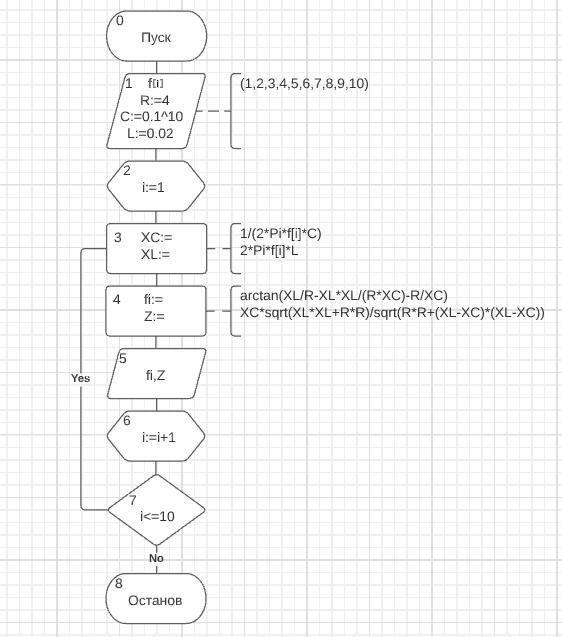 0
Пуск
1 f[i]
R:=4
C:=0.1^10
L:=0.02
(1,2,3,4,5,6,7,8,9,10)
2
i:=1
3 XC:=
XL:=
1/(2*Pi*f[i]*C)
2*Pi*f[i]*L
4 fi:=
Z:=
arctan(XL/R-XL*XL/(R*XC)-R/XC)
XC*sqrt(XL*XL+R*R)/sqrt(R*R+(XL-XC)*(XL-XC))
5
fi,Z
Yes
6
i:=i+1
7
i<=10
No
8
Останов